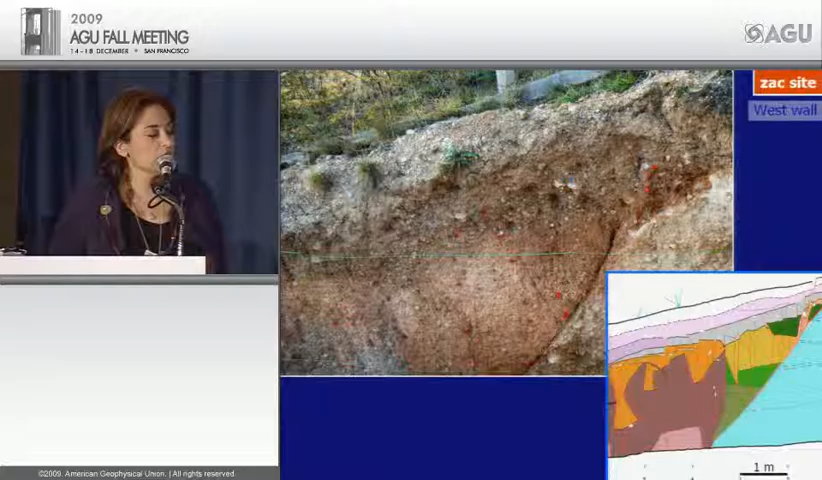 2009
AGU FALL MEETING
14-18 DECEMBER • SAN FRANCISCO
AGU
zac site
West wall
1 m
©2009. American Geophysical Union. | All rights reserved